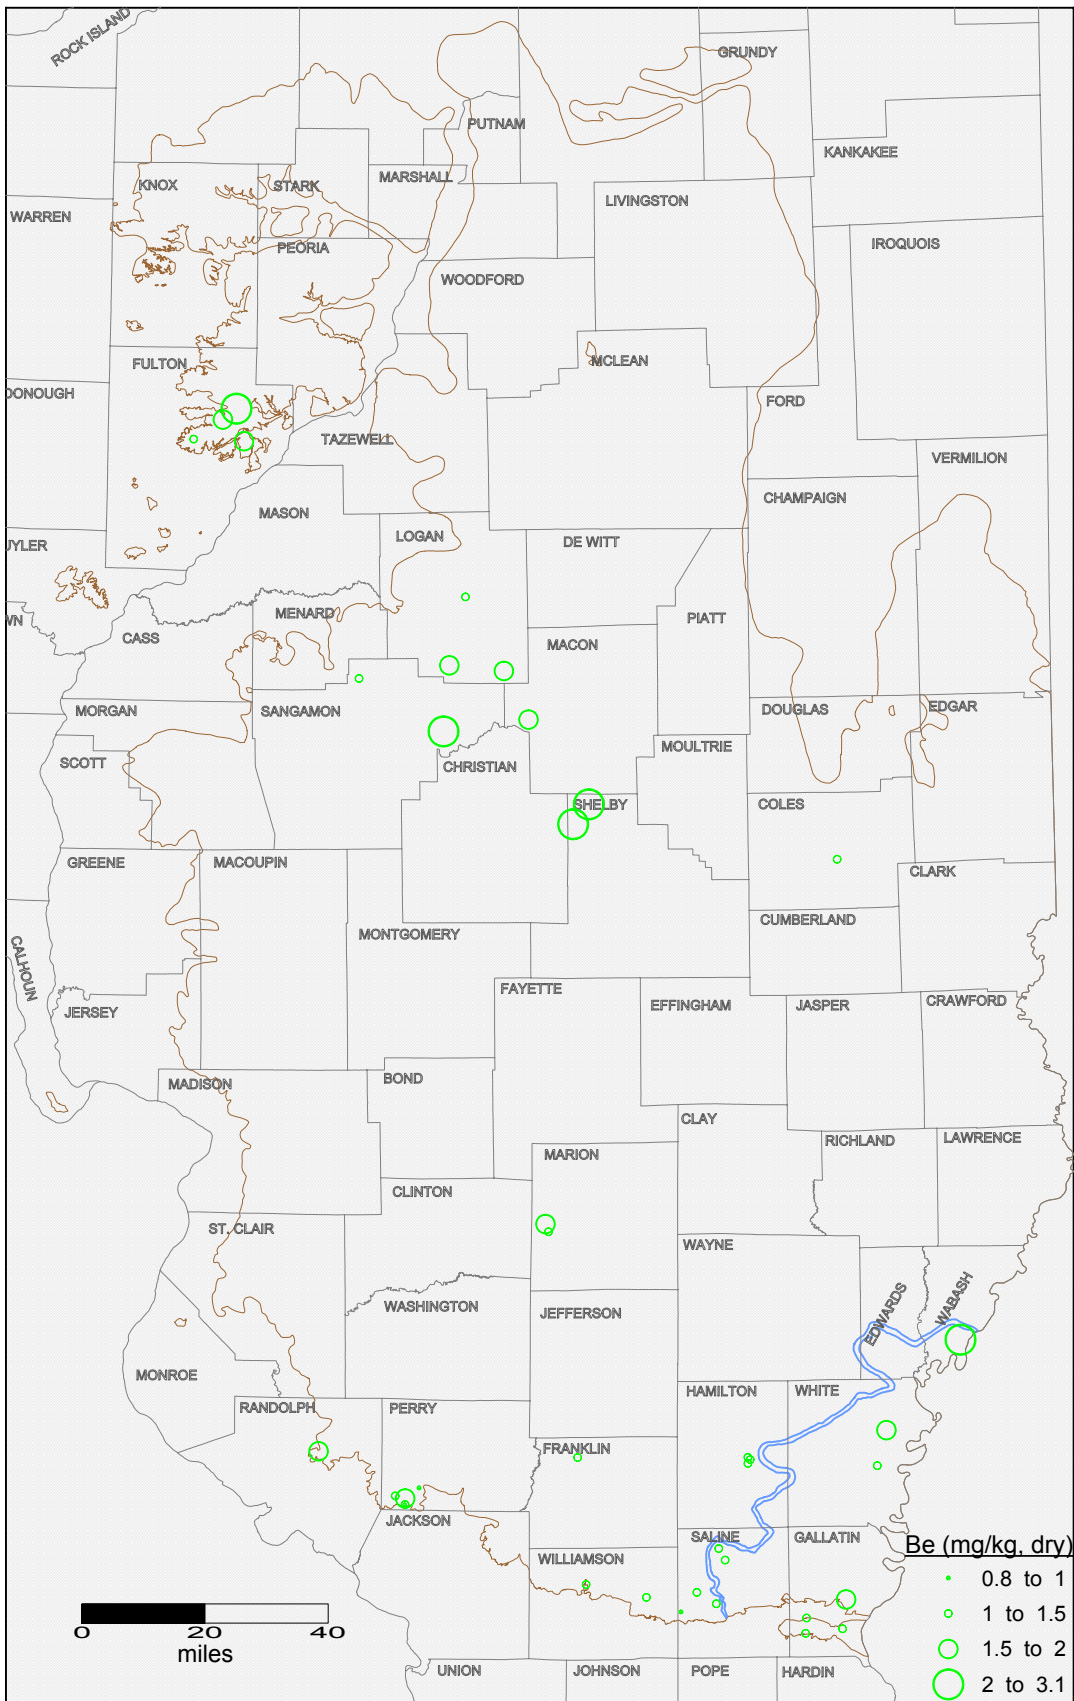 ROCK ISLAND
GRUNDY
PUTNAM
KANKAKEE
KNOX
STARK
MARSHALL
LIVINGSTON
WARREN
IROQUOIS
PEORIA
WOODFORD
FULTON
MCLEAN
DONOUGH
FORD
TAZEWELL
VERMILION
CHAMPAIGN
MASON
LOGAN
DE WITT
UYLER
MENARD
PIATT
WN
CASS
MACON
MORGAN
SANGAMON
DOUGLAS
EDGAR
SCOTT
MOULTRIE
CHRISTIAN
SHELBY
COLES
GREENE
MACOUPIN
CLARK
CUMBERLAND
MONTGOMERY
CALHOUN
FAYETTE
EFFINGHAM
JASPER
CRAWFORD
JERSEY
BOND
MADISON
CLAY
RICHLAND
LAWRENCE
MARION
CLINTON
ST. CLAIR
WAYNE
EDWARDS
WABASH
WASHINGTON
JEFFERSON
MONROE
HAMILTON
WHITE
RANDOLPH
PERRY
FRANKLIN
JACKSON
SALINE
GALLATIN
WILLIAMSON
UNION
JOHNSON
POPE
HARDIN
0 20 40
miles
Be (mg/kg, dry)
0.8 to 1
1 to 1.5
1.5 to 2
2 to 3.1